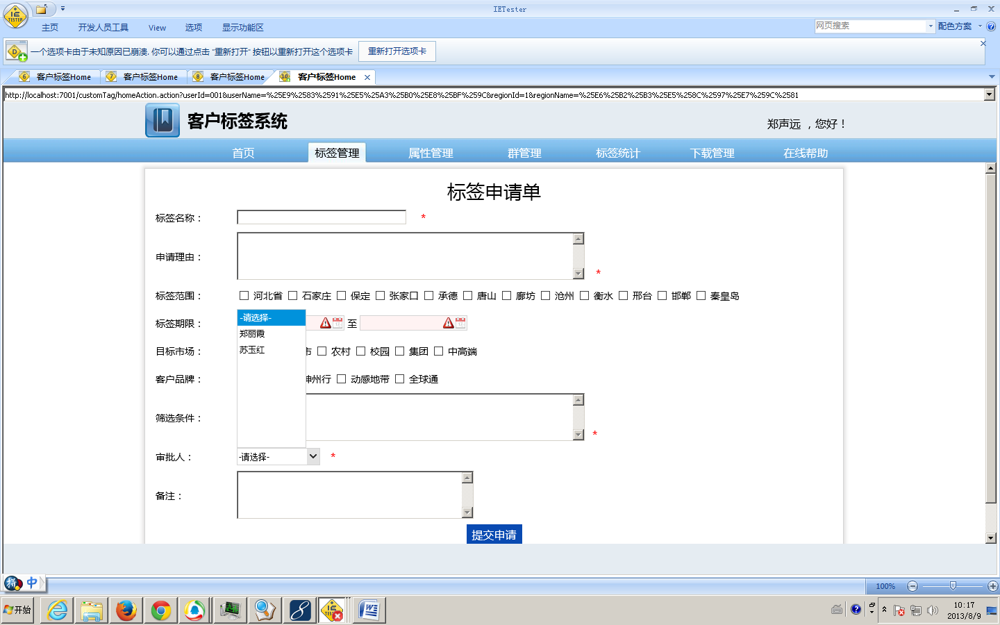 IETester
主页 开发人员工具 View 选项 显示功能区 网页搜索 配色方案
一个选项卡由于未知原因已崩溃, 你可以通过点击 "重新打开" 按钮以重新打开这个选项卡 重新打开选项卡
6 客户标签Home 7 客户标签Home 8 客户标签Home 10 客户标签Home
http://localhost:7001/customTag/homeAction.action?userId=001&userName=%25E9%2583%2591%25E5%25A3%25B0%25E8%25BF%259C&regionId=1&regionName=%25E6%25B2%25B3%25E5%258C%2597%25E7%259C%2581
客户标签系统
郑声远 ，您好！
首页 标签管理 属性管理 群管理 标签统计 下载管理 在线帮助
标签申请单
标签名称： *
申请理由： *
标签范围： 河北省 石家庄 保定 张家口 承德 唐山 廊坊 沧州 衡水 邢台 邯郸 秦皇岛
-请选择-
标签期限： 至
郑丽霞
苏玉红
目标市场： 市 农村 校园 集团 中高端
客户品牌： 神州行 动感地带 全球通
筛选条件： *
审批人： -请选择- *
备注：
提交申请
拼 中
100%
开始
10:17
2013/8/9